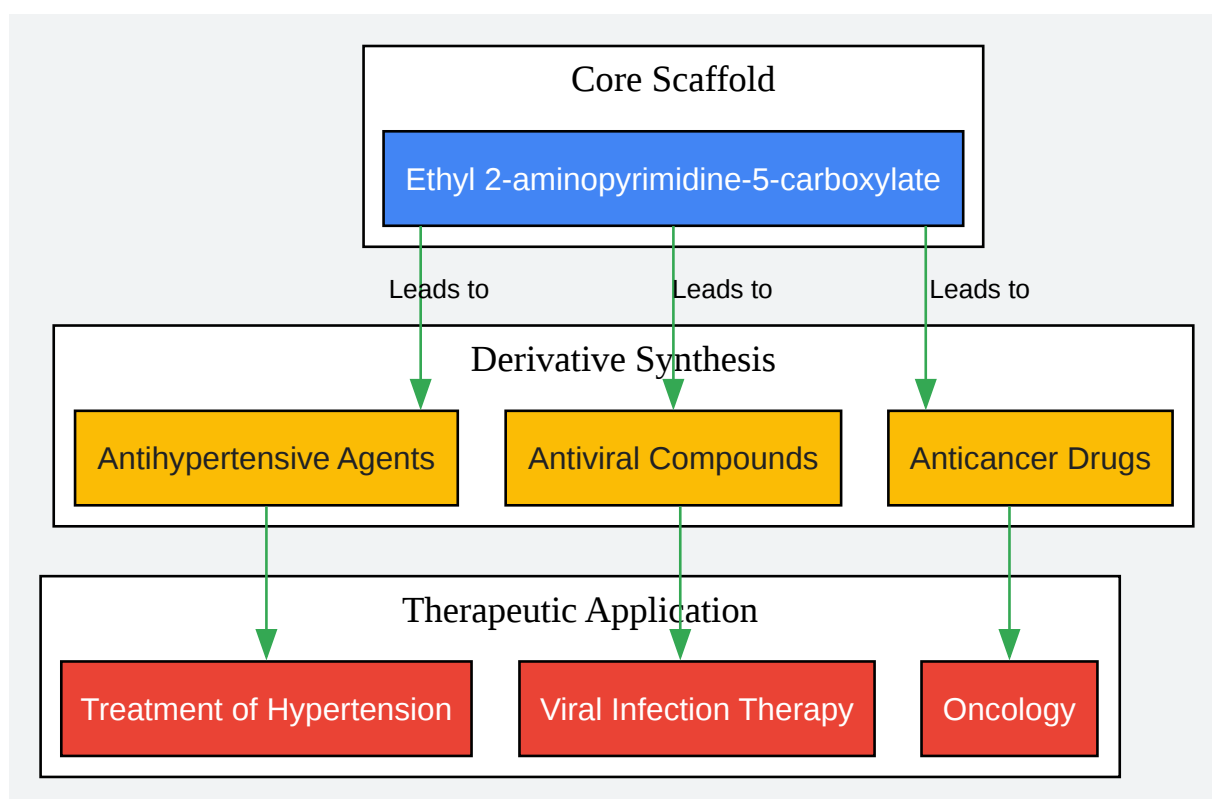 Core Scaffold
Ethyl 2-aminopyrimidine-5-carboxylate
Leads to
Leads to
Leads to
Derivative Synthesis
Antihypertensive Agents
Antiviral Compounds
Anticancer Drugs
Therapeutic Application
Treatment of Hypertension
Viral Infection Therapy
Oncology